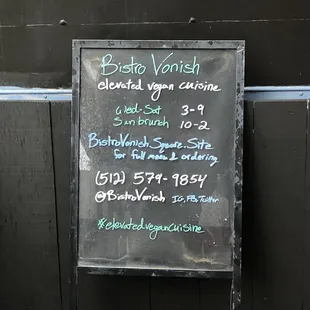 Bistro Vonish
elevated vegan cuisine
Wed-Sat 3-9
Sun brunch 10-2
BistroVonish.Square.Site
for full menu & ordering
(512) 579-9854
@BistroVonish IG, FB, Twitter
#elevatedvegancuisine